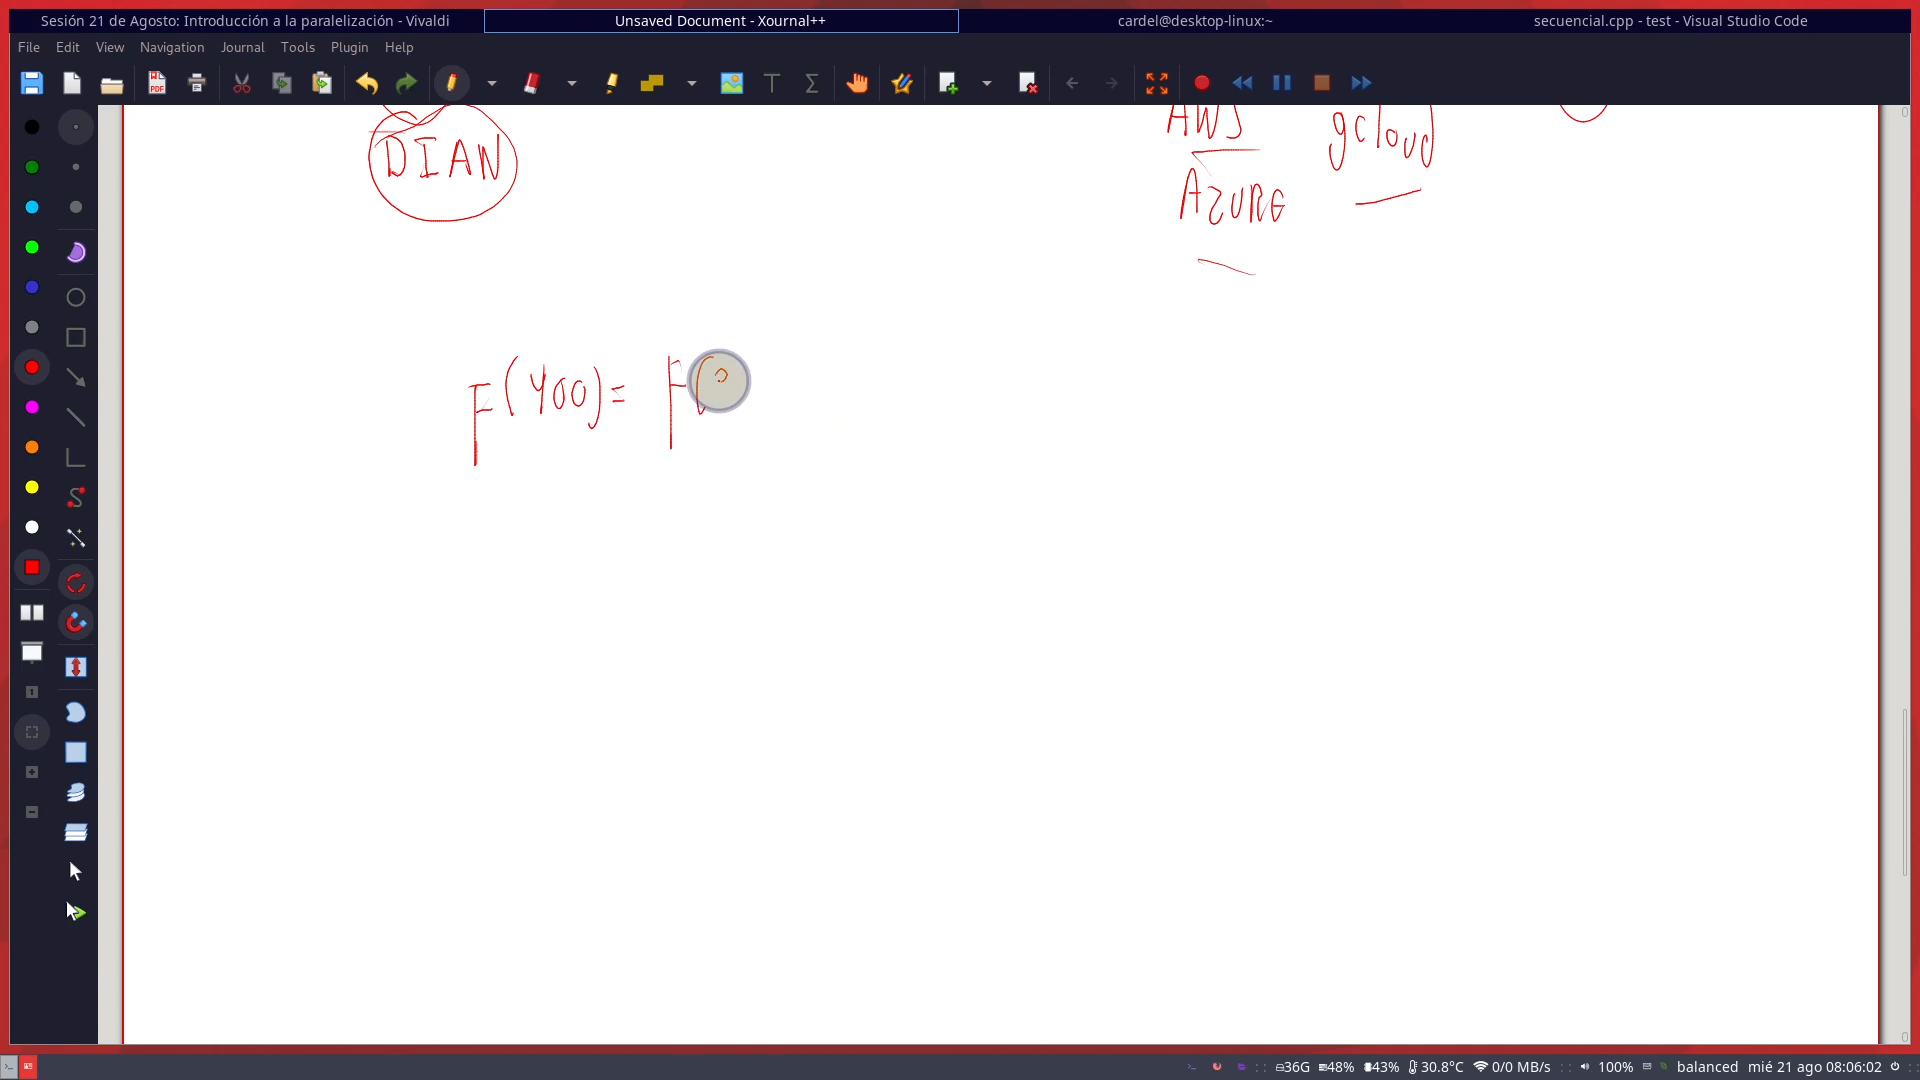 Sesión 21 de Agosto: Introducción a la paralelización - Vivaldi
Unsaved Document - Xournal++
cardel@desktop-linux:~
secuencial.cpp - test - Visual Studio Code
File Edit View Navigation Journal Tools Plugin Help
PDF
T Σ
AWS
gcloud
DIAN
AZURE
F(400)= F(
36G 48% 43% 30.8°C 0/0 MB/s 100% balanced mié 21 ago 08:06:02